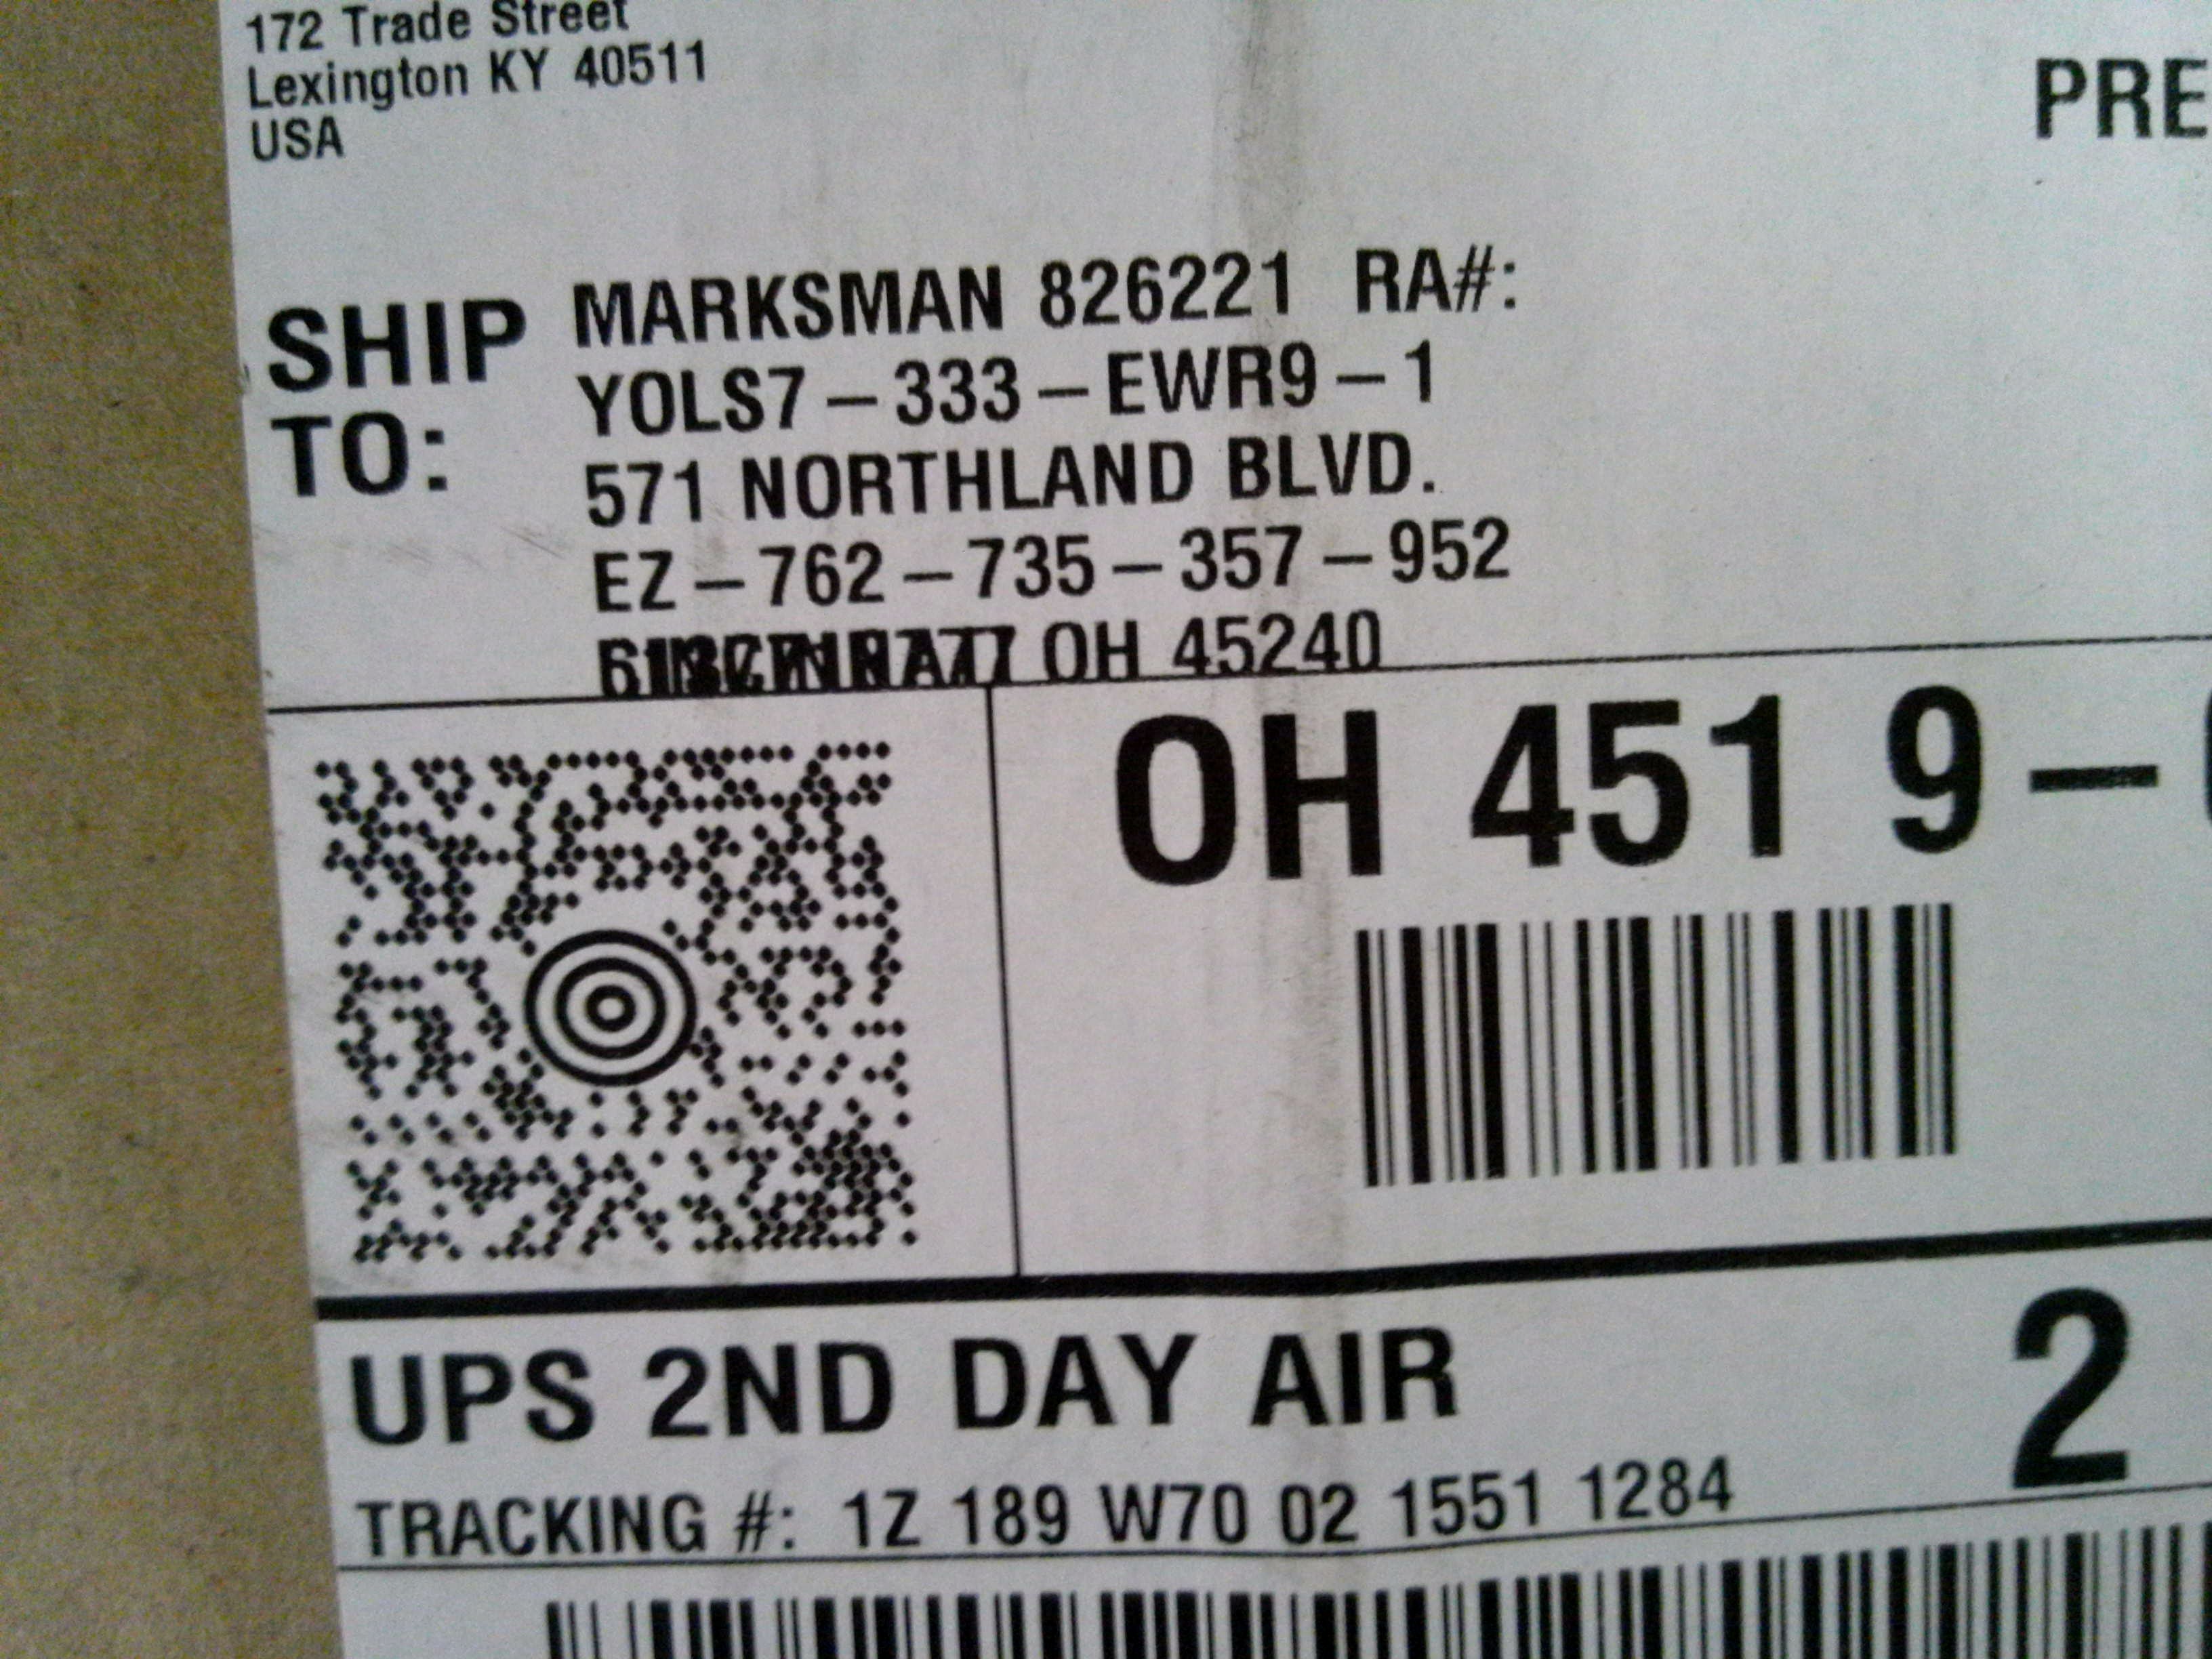 172 Trade Street
Lexington KY 40511
USA
PRE
SHIP TO:
MARKSMAN 826221 RA#:
YOLS7-333-EWR9-1
571 NORTHLAND BLVD.
EZ-762-735-357-952
OH 45240
OH 451 9-
UPS 2ND DAY AIR
2
TRACKING #: 1Z 189 W70 02 1551 1284